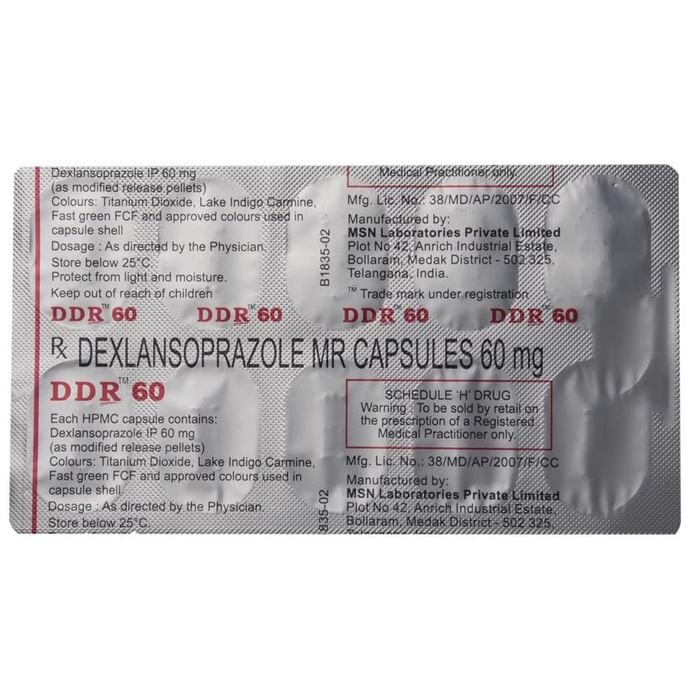 Dexlansoprazole IP 60 mg
(as modified release pellets)
Colours: Titanium Dioxide, Lake Indigo Carmine,
Fast green FCF and approved colours used in
capsule shell
Dosage : As directed by the Physician.
Store below 25°C.
Protect from light and moisture.
Keep out of reach of children
B1835-02
Medical Practitioner only.
Mfg. Lic. No.: 38/MD/AP/2007/F/CC
Manufactured by:
MSN Laboratories Private Limited
Plot No 42, Anrich Industrial Estate,
Bollaram, Medak District - 502 325,
Telangana, India.
™ Trade mark under registration
DDR™ 60 DDR™ 60 DDR™ 60 DDR™ 60
Rx DEXLANSOPRAZOLE MR CAPSULES 60 mg
DDR™ 60
Each HPMC capsule contains:
Dexlansoprazole IP 60 mg
(as modified release pellets)
Colours: Titanium Dioxide, Lake Indigo Carmine,
Fast green FCF and approved colours used in
capsule shell
Dosage : As directed by the Physician.
Store below 25°C.
835-02
SCHEDULE 'H' DRUG
Warning : To be sold by retail on
the prescription of a Registered
Medical Practitioner only.
Mfg. Lic. No.: 38/MD/AP/2007/F/CC
Manufactured by:
MSN Laboratories Private Limited
Plot No 42, Anrich Industrial Estate,
Bollaram, Medak District - 502 325,